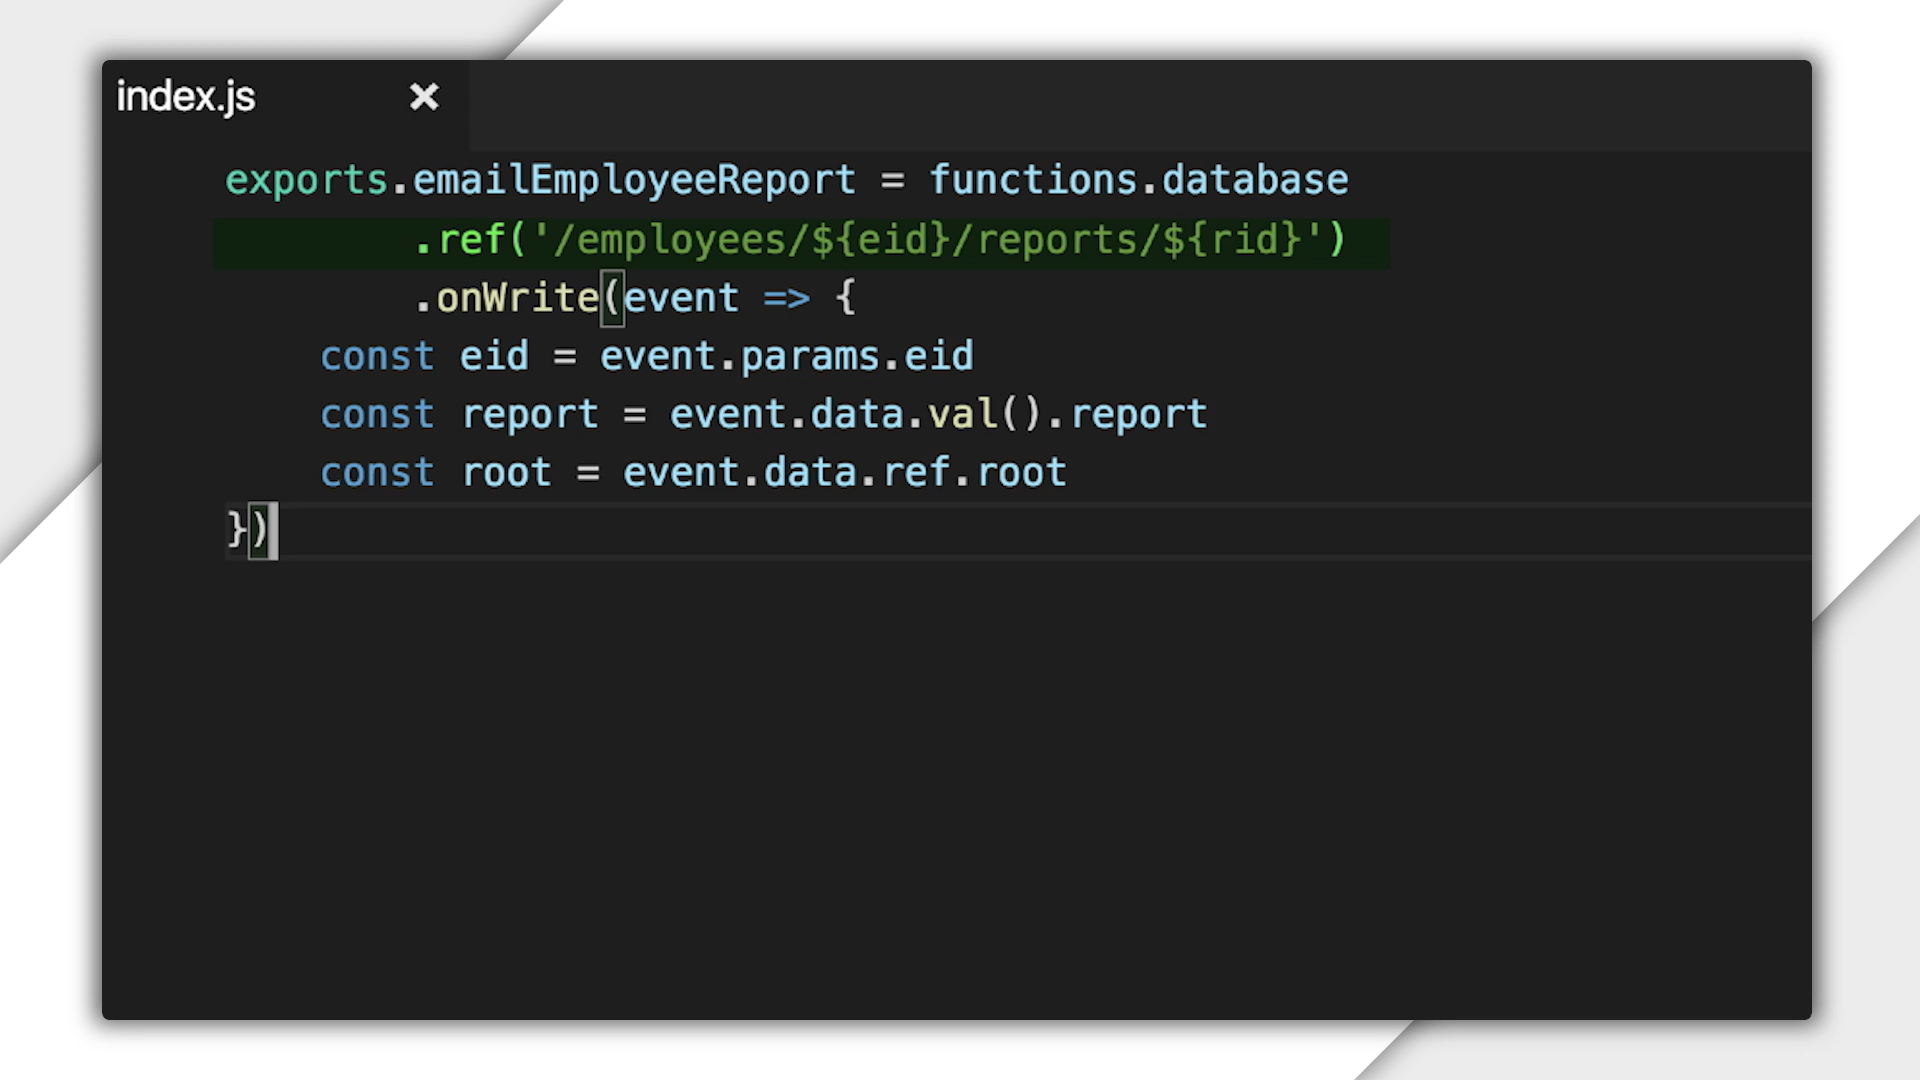 index.js ×
exports.emailEmployeeReport = functions.database
.ref('/employees/${eid}/reports/${rid}')
.onWrite(event => {
const eid = event.params.eid
const report = event.data.val().report
const root = event.data.ref.root
})